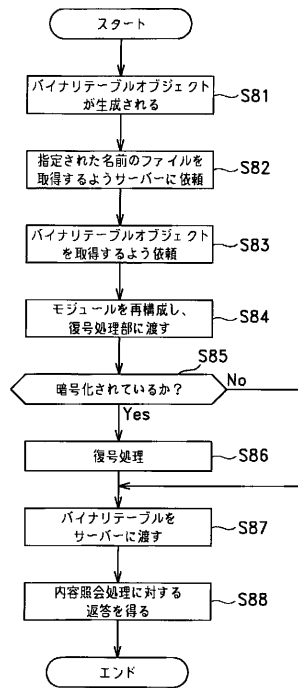 スタート
バイナリテーブルオブジェクト
が生成される
S81
指定された名前のファイルを
取得するようサーバーに依頼
S82
バイナリテーブルオブジェクト
を取得するよう依頼
S83
モジュールを再構成し、
復号処理部に渡す
S84
S85
暗号化されているか？
No
Yes
復号処理
S86
バイナリテーブルを
サーバーに渡す
S87
内容照会処理に対する
返答を得る
S88
エンド